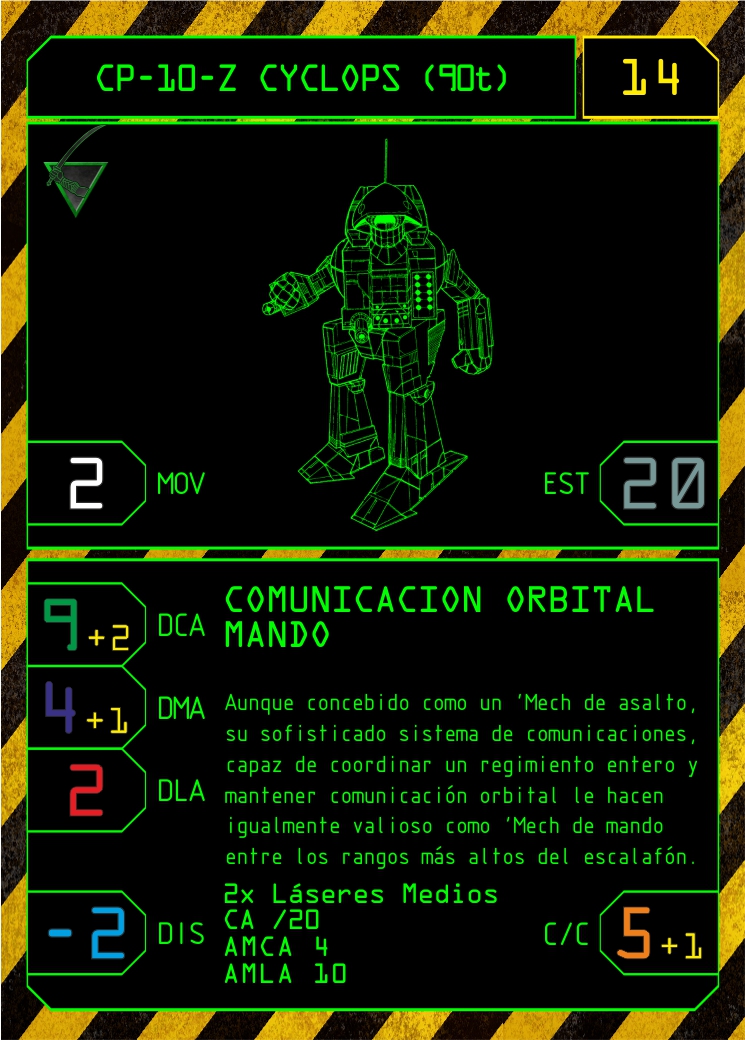 CP-10-Z CYCLOPS (90t)
14
2 MOV
EST 20
9 +2 DCA
COMUNICACION ORBITAL
MANDO
4 +1 DMA
2 DLA
Aunque concebido como un 'Mech de asalto,
su sofisticado sistema de comunicaciones,
capaz de coordinar un regimiento entero y
mantener comunicación orbital le hacen
igualmente valioso como 'Mech de mando
entre los rangos más altos del escalafón.
2x Láseres Medios
CA /20
AMCA 4
AMLA 10
-2 DIS
C/C 5 +1